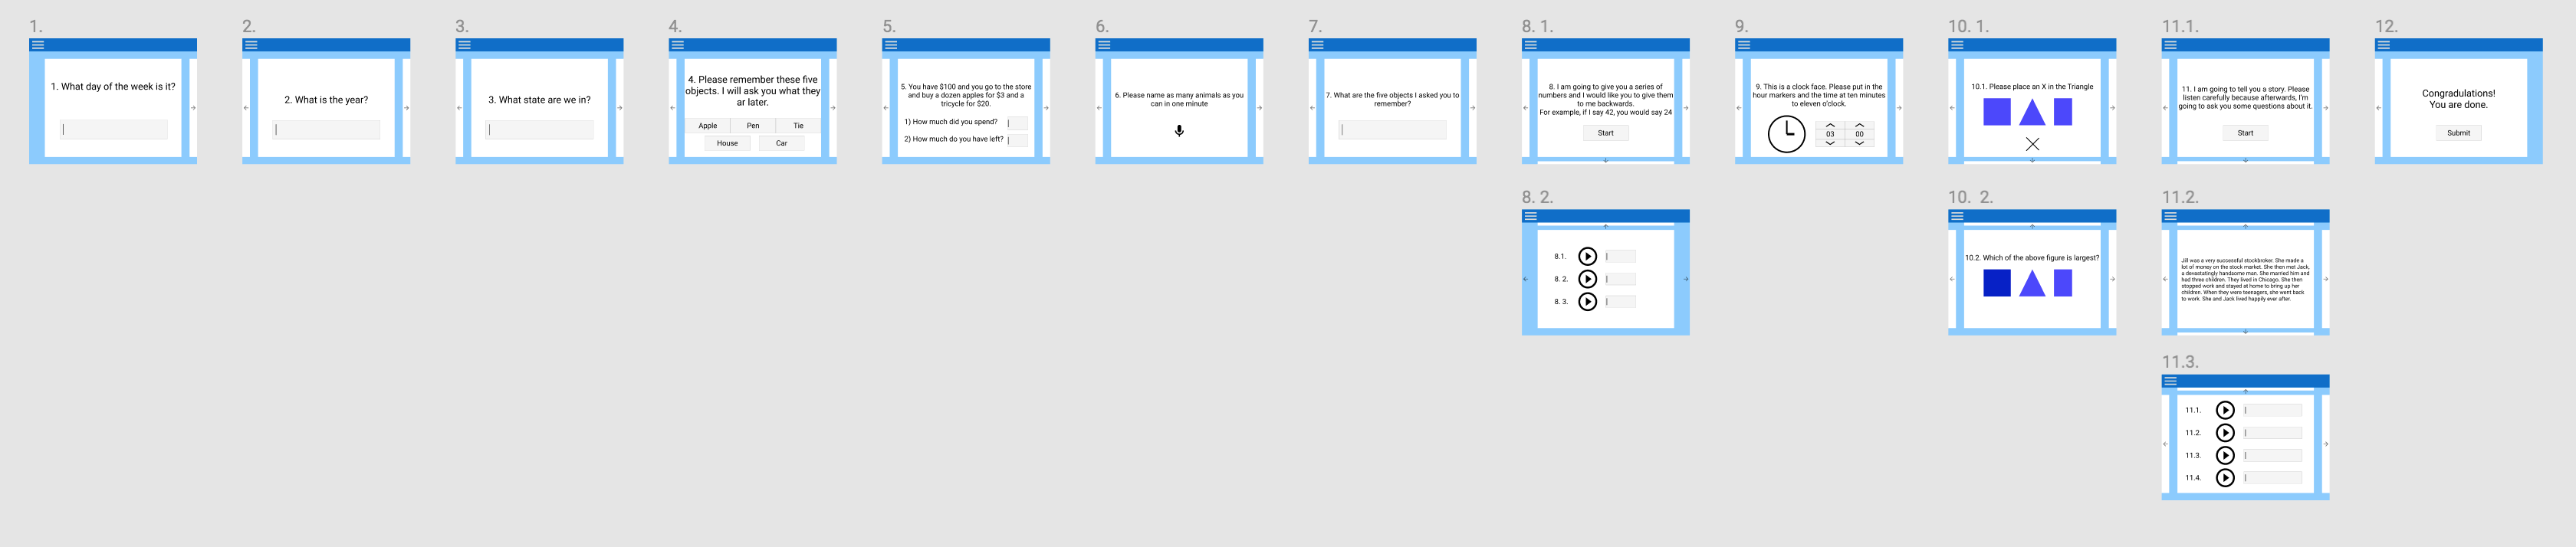 1.
1. What day of the week is it?
2.
2. What is the year?
3.
3. What state are we in?
4.
4. Please remember these five
objects. I will ask you what they
ar later.
Apple Pen Tie
House Car
5.
5. You have $100 and you go to the store
and buy a dozen apples for $3 and a
tricycle for $20.
1) How much did you spend?
2) How much do you have left?
6.
6. Please name as many animals as you
can in one minute
7.
7. What are the five objects I asked you to
remember?
8. 1.
8. I am going to give you a series of
numbers and I would like you to give them
to me backwards.
For example, if I say 42, you would say 24
Start
9.
9. This is a clock face. Please put in the
hour markers and the time at ten minutes
to eleven o'clock.
03 00
10. 1.
10.1. Please place an X in the Triangle
11.1.
11. I am going to tell you a story. Please
listen carefully because afterwards, I'm
going to ask you some questions about it.
Start
12.
Congradulations!
You are done.
Submit
8. 2.
8.1.
8. 2.
8. 3.
10. 2.
10.2. Which of the above figure is largest?
11.2.
Jill was a very successful stockbroker. She made a
lot of money on the stock market. She then met Jack,
a devastatingly handsome man. She married him and
had three children. They lived in Chicago. She then
stopped work and stayed at home to bring up her
children. When they were teenagers, she went back
to work. She and Jack lived happily ever after.
11.3.
11.1.
11.2.
11.3.
11.4.